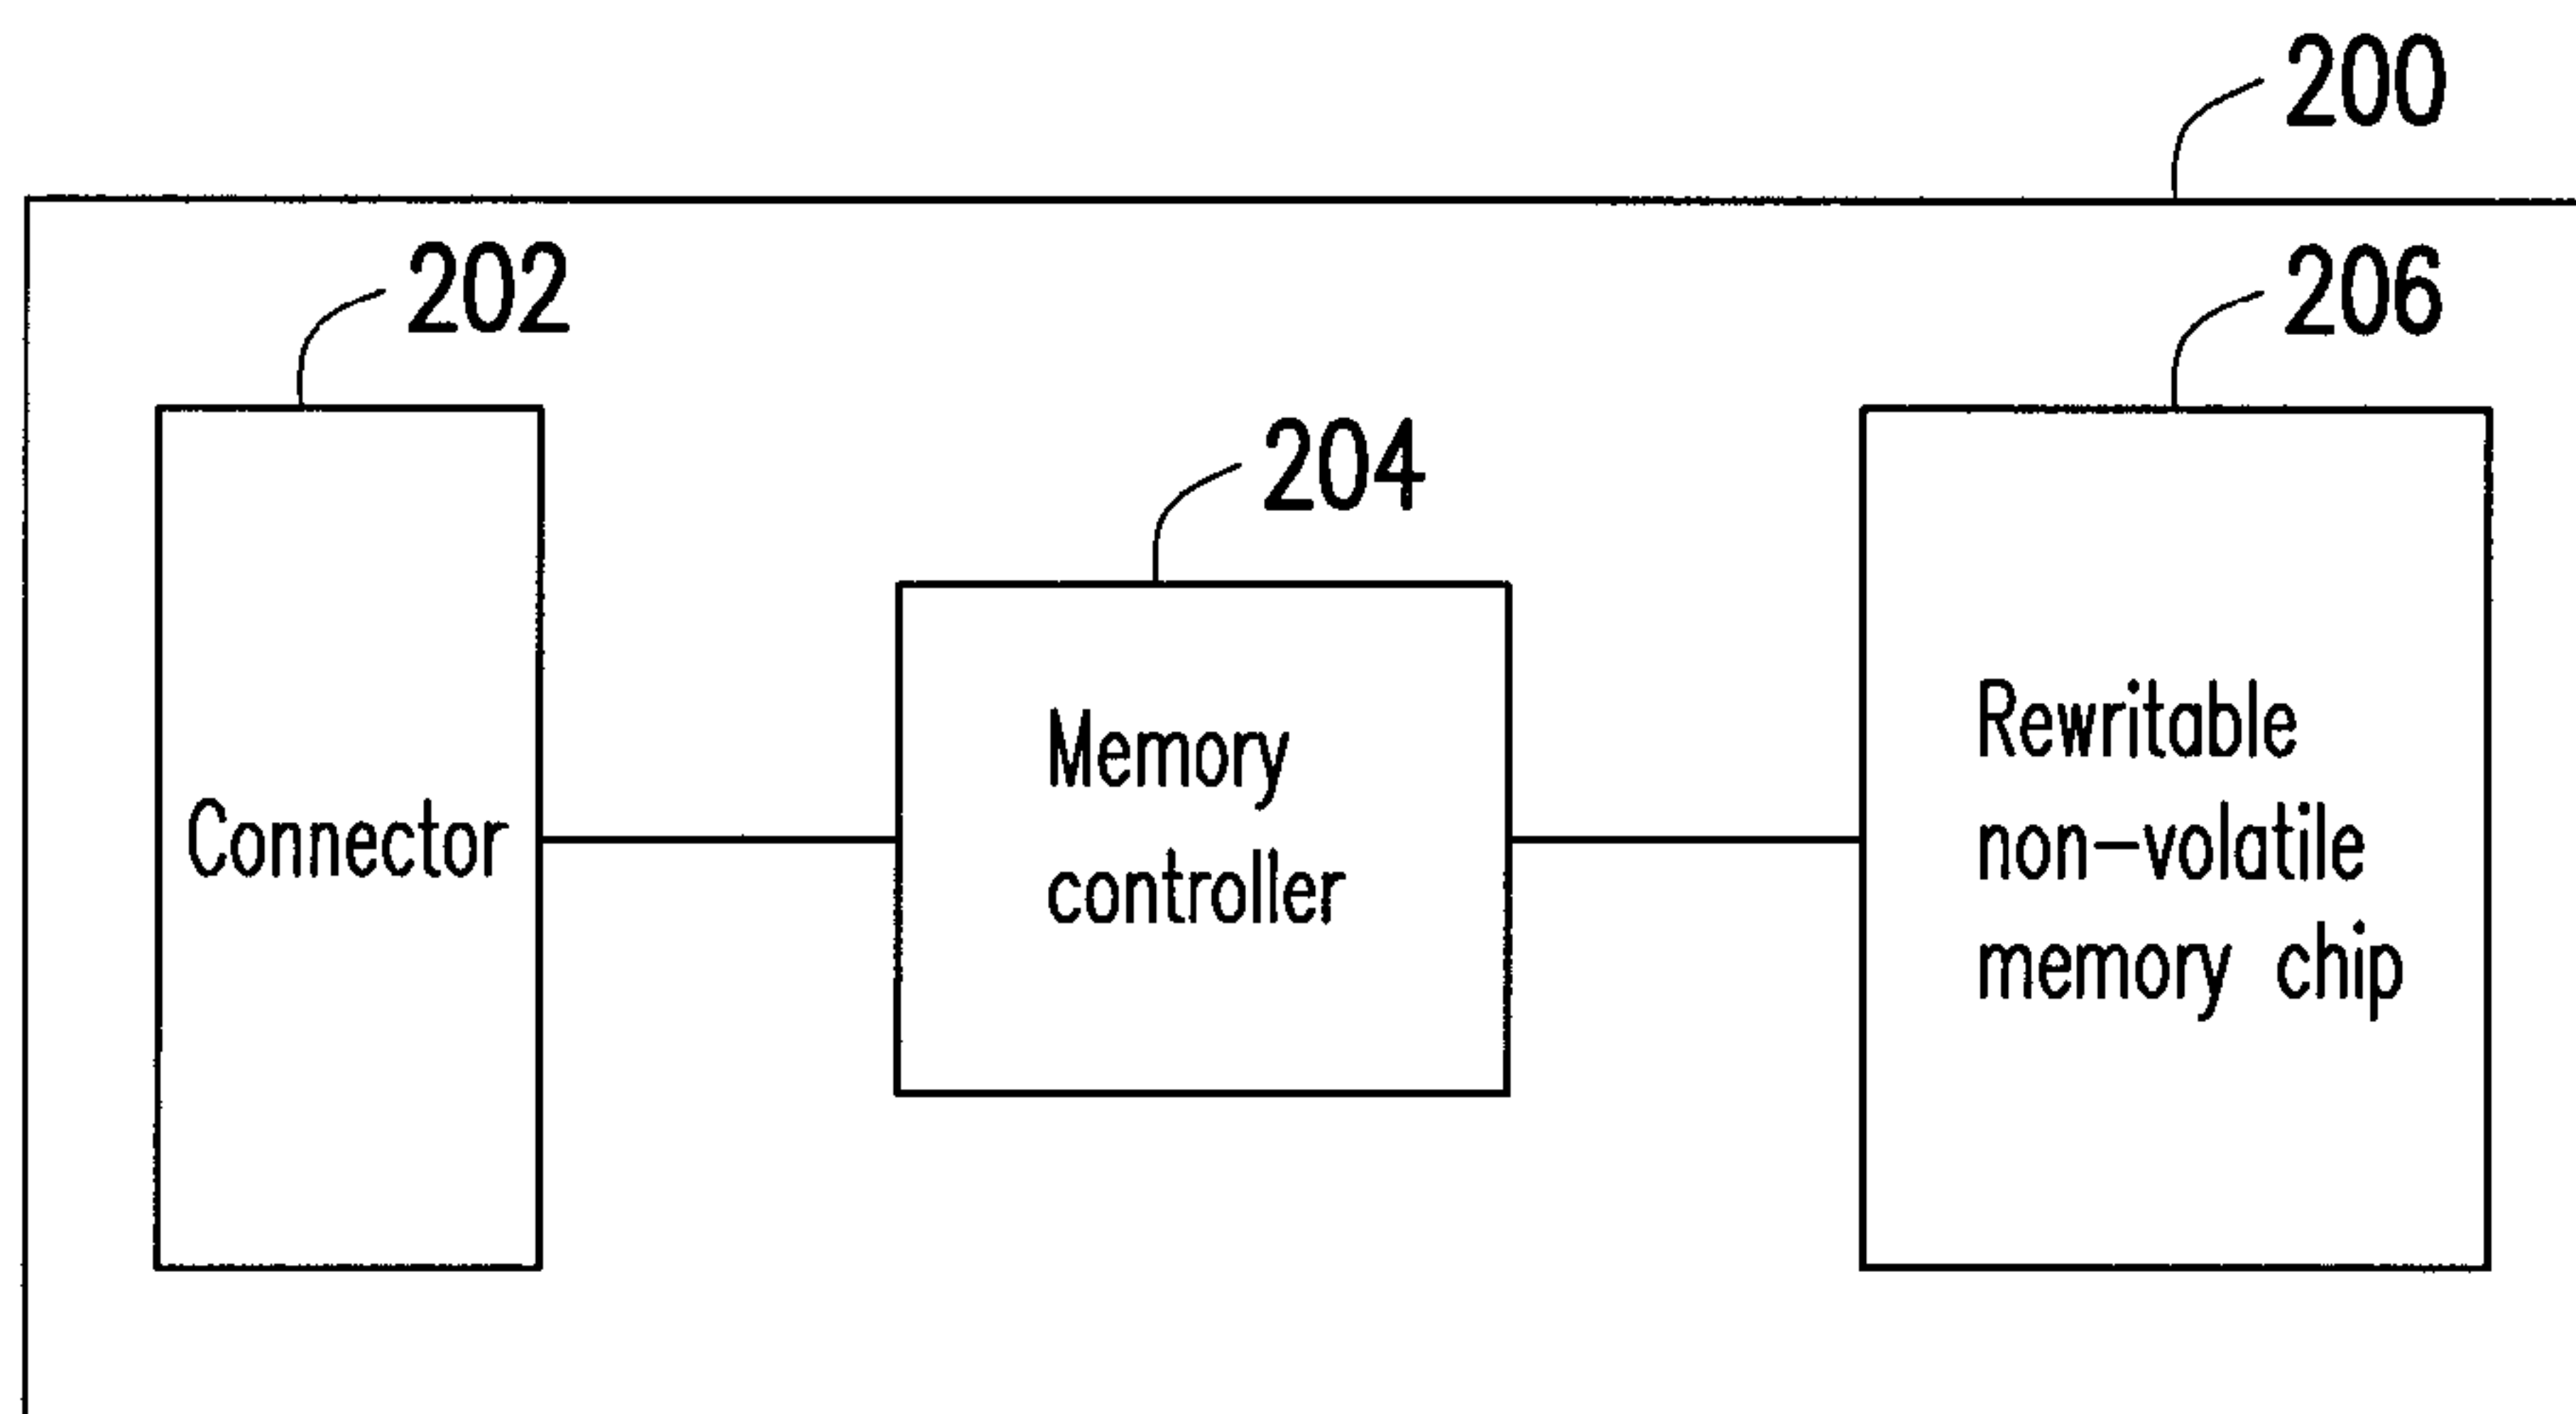 200
202
206
204
Connector
Memory
controller
Rewritable
non-volatile
memory chip